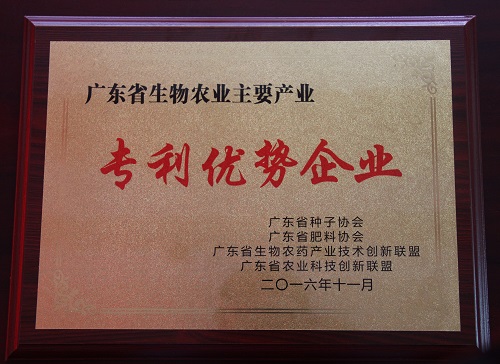 广东省生物农业主要产业
专利优势企业
广东省种子协会
广东省肥料协会
广东省生物农药产业技术创新联盟
广东省农业科技创新联盟
二〇一六年十一月